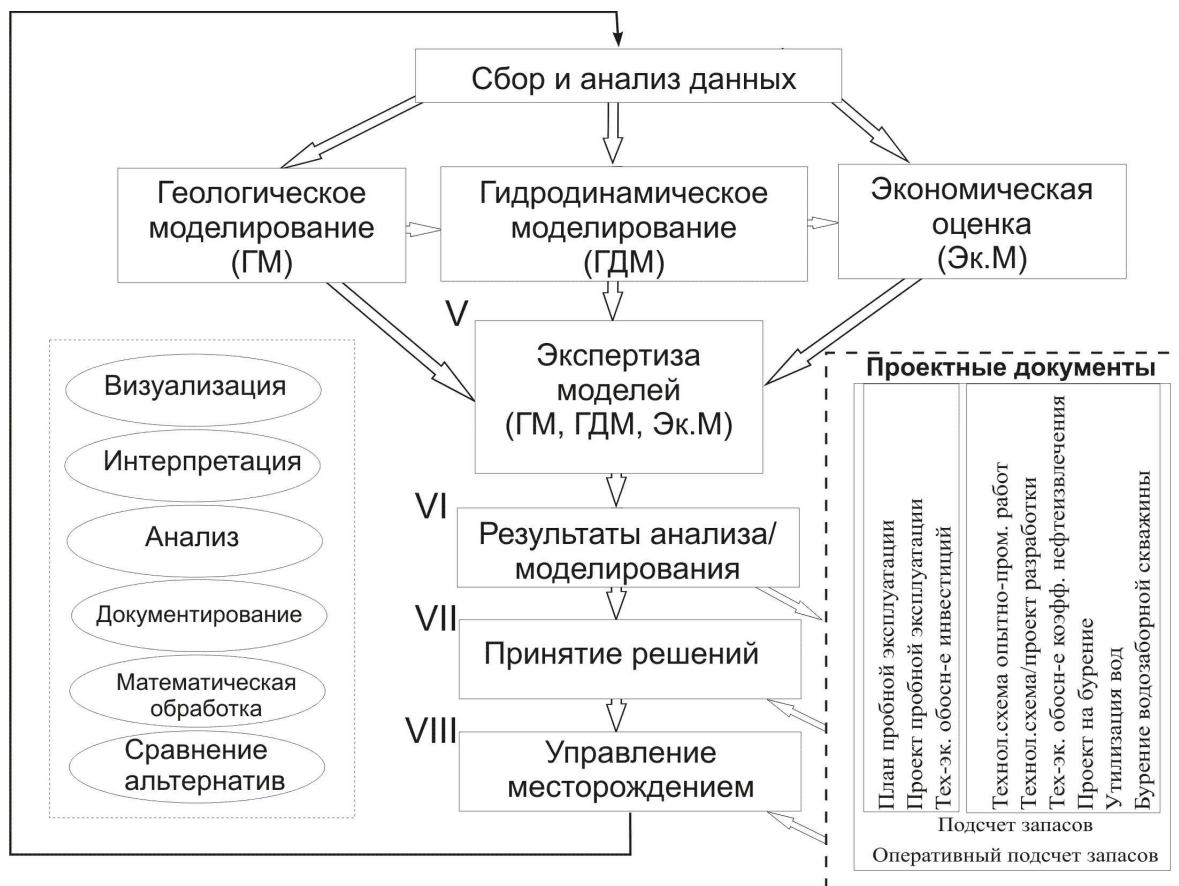 Сбор и анализ данных
Геологическое
моделирование
(ГМ)
Гидродинамическое
моделирование
(ГДМ)
Экономическая
оценка
(Эк.М)
V
Экспертиза
моделей
(ГМ, ГДМ, Эк.М)
VI
Результаты анализа/
моделирования
VII
Принятие решений
VIII
Управление
месторождением
Визуализация
Интерпретация
Анализ
Документирование
Математическая
обработка
Сравнение
альтернатив
Проектные документы
План пробной эксплуатации
Проект пробной эксплуатации
Тех-эк. обосн-е инвестиций
Технол.схема опытно-пром. работ
Технол.схема/проект разработки
Тех-эк. обосн-е коэфф. нефтеизвлечения
Проект на бурение
Утилизация вод
Бурение водозаборной скважины
Подсчет запасов
Оперативный подсчет запасов